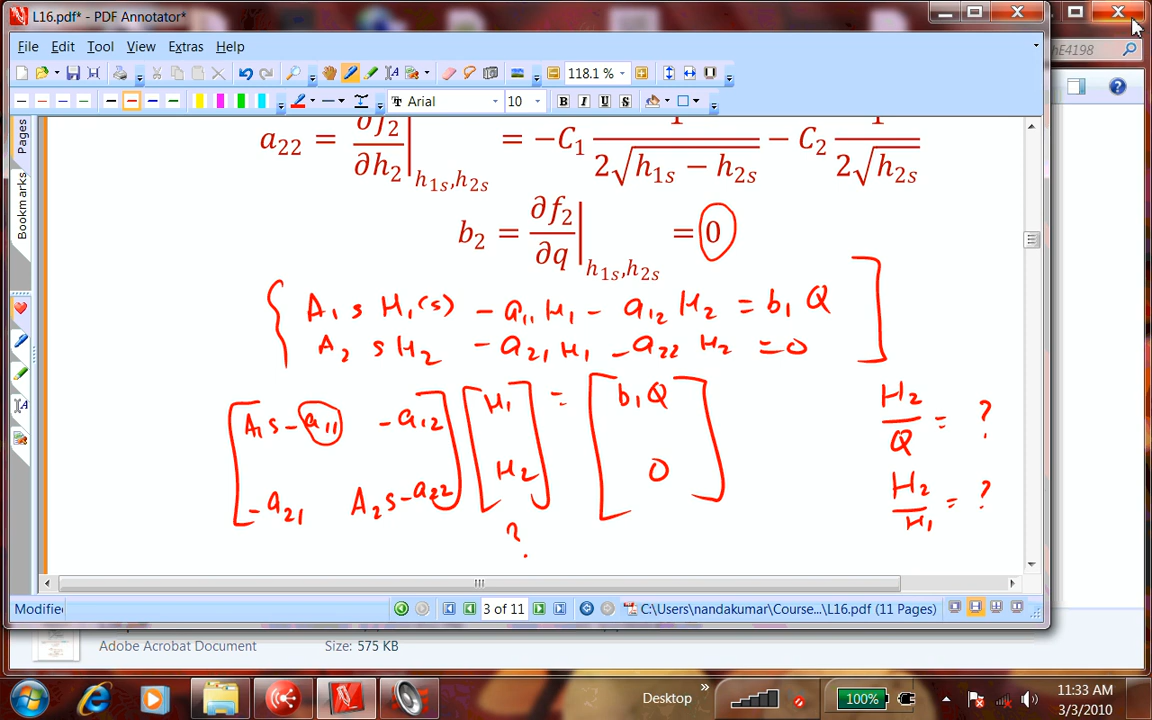 L16.pdf* - PDF Annotator*
hE4198
File Edit Tool View Extras Help
118.1 %
Arial 10 B I U S
Pages
Bookmarks
a₂₂ = ∂f₂/∂h₂ |h₁ₛ,h₂ₛ = −C₁ 1/(2√(h₁ₛ − h₂ₛ)) − C₂ 1/(2√h₂ₛ)
b₂ = ∂f₂/∂q |h₁ₛ,h₂ₛ = 0
A₁ s H₁(s) − a₁₁ H₁ − a₁₂ H₂ = b₁ Q
A₂ s H₂ − a₂₁ H₁ − a₂₂ H₂ = 0
[A₁s − a₁₁ −a₁₂] [H₁] = [b₁Q] H₂/Q = ?
[−a₂₁ A₂s − a₂₂] [H₂] [0] H₂/H₁ = ?
?
3 of 11
C:\Users\nandakumar\Course...\L16.pdf (11 Pages)
Modified
Adobe Acrobat Document Size: 575 KB
Desktop » 100% 11:33 AM
3/3/2010